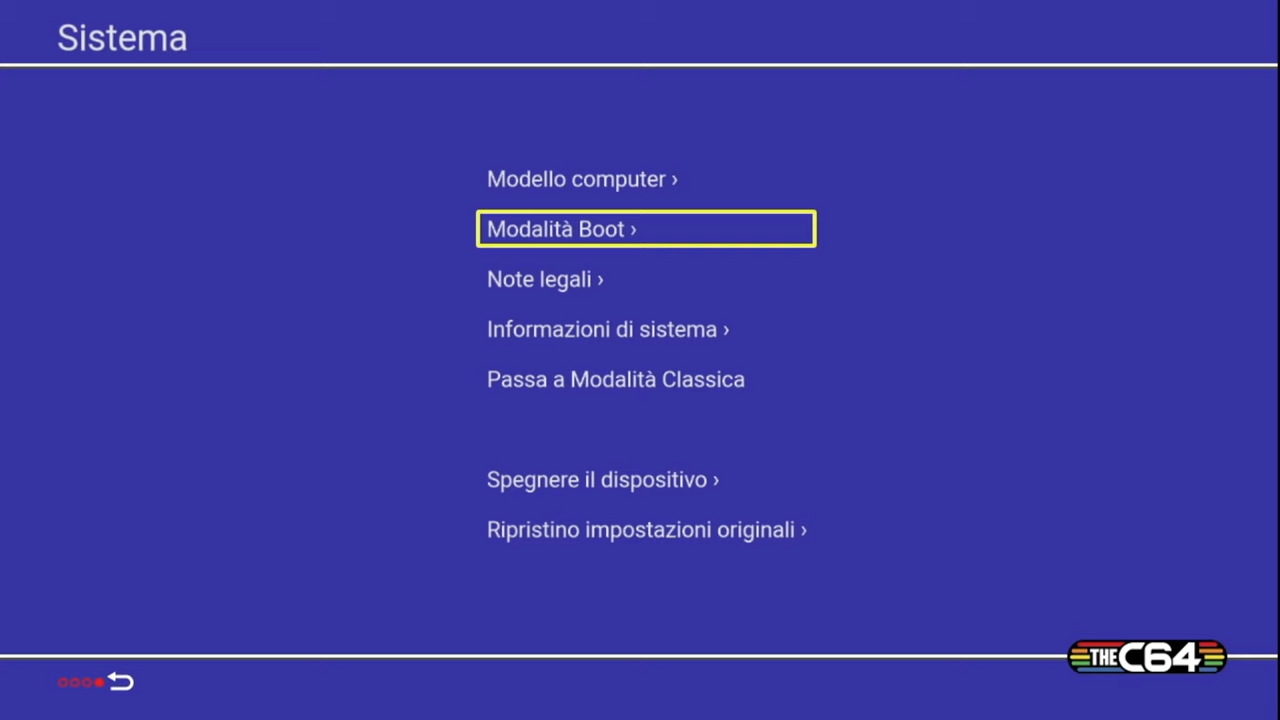 Sistema
Modello computer ›
Modalità Boot ›
Note legali ›
Informazioni di sistema ›
Passa a Modalità Classica
Spegnere il dispositivo ›
Ripristino impostazioni originali ›
THEC64